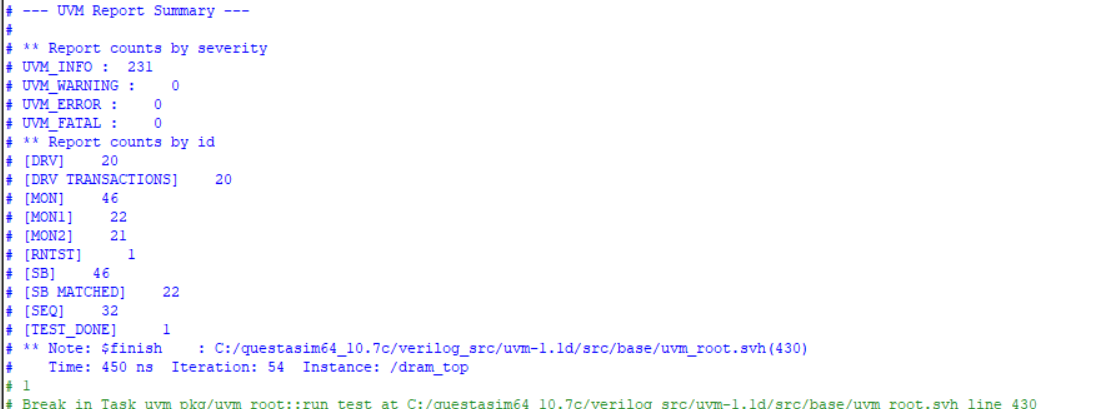 # --- UVM Report Summary ---
#
# ** Report counts by severity
# UVM_INFO :  231
# UVM_WARNING :    0
# UVM_ERROR :    0
# UVM_FATAL :    0
# ** Report counts by id
# [DRV]    20
# [DRV TRANSACTIONS]    20
# [MON]    46
# [MON1]    22
# [MON2]    21
# [RNTST]     1
# [SB]    46
# [SB MATCHED]    22
# [SEQ]    32
# [TEST_DONE]     1
# ** Note: $finish    : C:/questasim64_10.7c/verilog_src/uvm-1.1d/src/base/uvm_root.svh(430)
#    Time: 450 ns  Iteration: 54  Instance: /dram_top
# 1
# Break in Task uvm_pkg/uvm_root::run_test at C:/questasim64_10.7c/verilog_src/uvm-1.1d/src/base/uvm_root.svh line 430